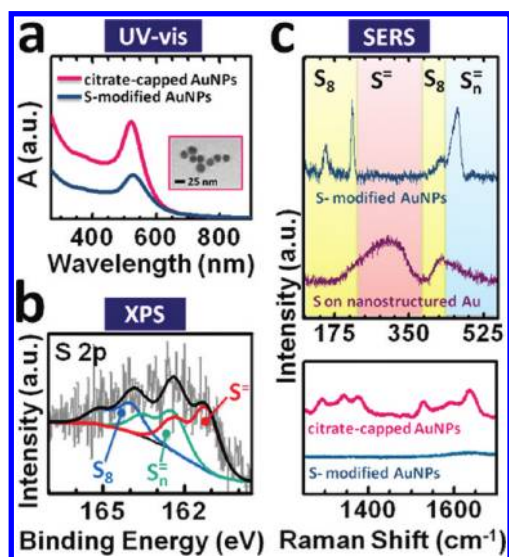 a
UV-vis
citrate-capped AuNPs
S-modified AuNPs
25 nm
A (a.u.)
400 600 800
Wavelength (nm)
b
XPS
S 2p
S=
S8
Sn=
Intensity (a.u.)
165 162
Binding Energy (eV)
c
SERS
S8 S= S8 Sn=
S- modified AuNPs
S on nanostructured Au
Intensity (a.u.)
175 350 525
citrate-capped AuNPs
S- modified AuNPs
1400 1600
Raman Shift (cm-1)